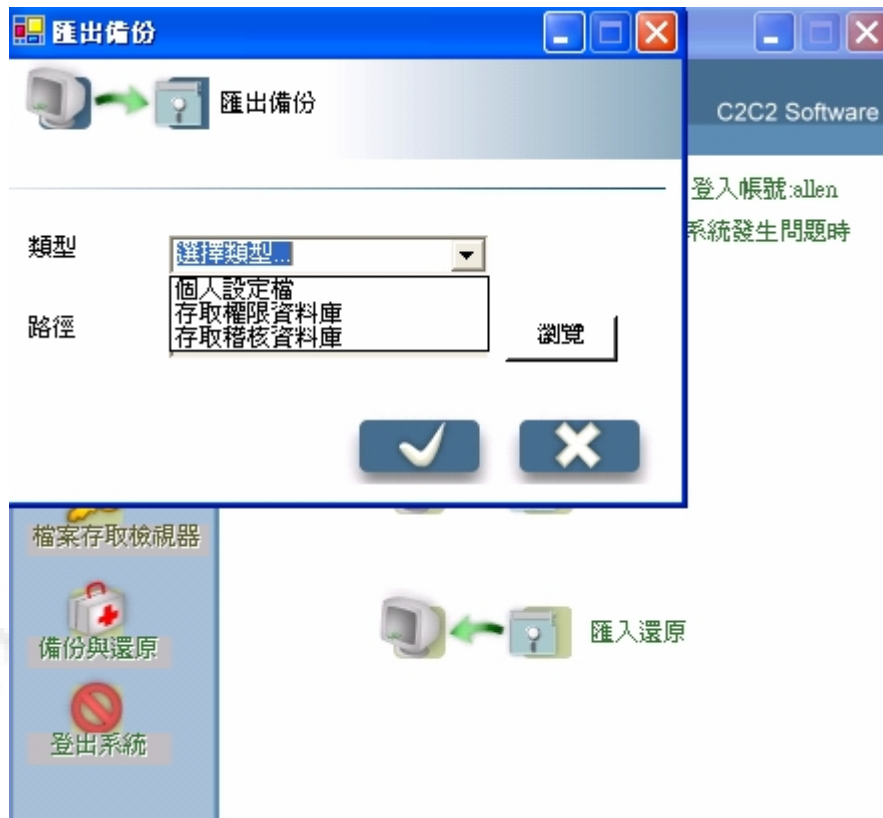 匯出備份
匯出備份
C2C2 Software
登入帳號:allen
系統發生問題時
類型
選擇類型...
個人設定檔
存取權限資料庫
存取稽核資料庫
路徑
瀏覽
檔案存取檢視器
備份與還原
匯入還原
登出系統